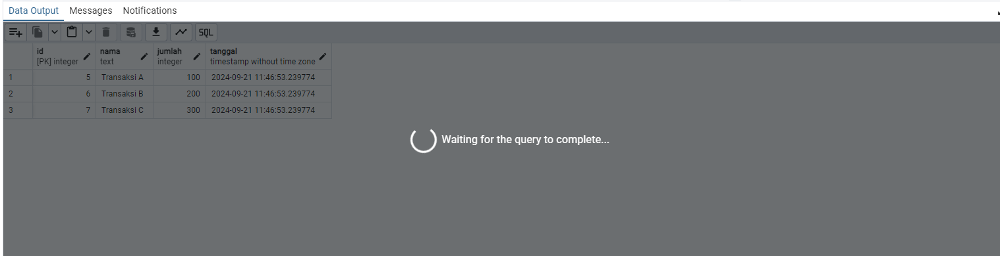 Data Output Messages Notifications
SQL
id nama jumlah tanggal
[PK] integer text integer timestamp without time zone
1 5 Transaksi A 100 2024-09-21 11:46:53.239774
2 6 Transaksi B 200 2024-09-21 11:46:53.239774
3 7 Transaksi C 300 2024-09-21 11:46:53.239774
Waiting for the query to complete...